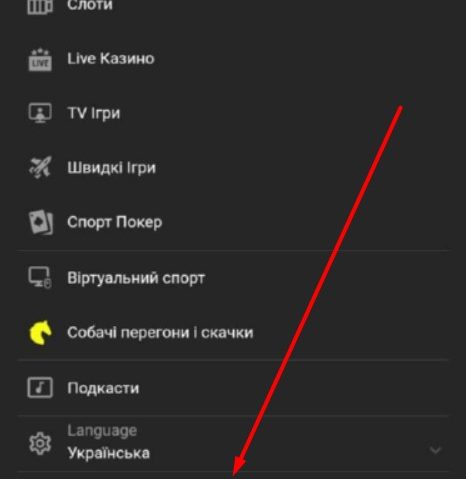 Слоти
LIVE
Live Казино
TV Ігри
Швидкі Ігри
Спорт Покер
Віртуальний спорт
Собачі перегони і скачки
Подкасти
Language
Українська